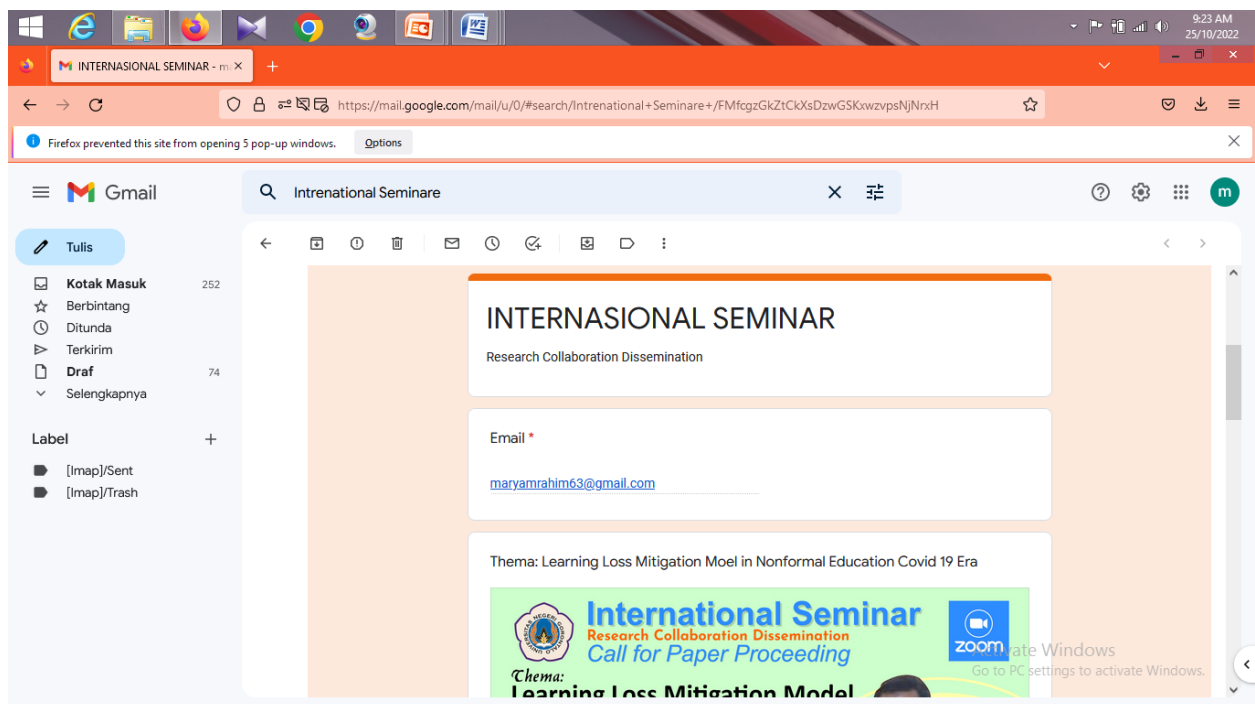 9:23 AM
25/10/2022
INTERNASIONAL SEMINAR - m
https://mail.google.com/mail/u/0/#search/Intrenational+Seminare+/FMfcgzGkZtCkXsDzwGSKxwzvpsNjNrxH
Firefox prevented this site from opening 5 pop-up windows. Options
Gmail
Intrenational Seminare
m
Tulis
Kotak Masuk 252
Berbintang
Ditunda
Terkirim
Draf 74
Selengkapnya
Label
[Imap]/Sent
[Imap]/Trash
INTERNASIONAL SEMINAR
Research Collaboration Dissemination
Email *
maryamrahim63@gmail.com
Thema: Learning Loss Mitigation Moel in Nonformal Education Covid 19 Era
International Seminar
Research Collaboration Dissemination
Call for Paper Proceeding
zoom
Thema:
Learning Loss Mitigation Model
Activate Windows
Go to PC settings to activate Windows.